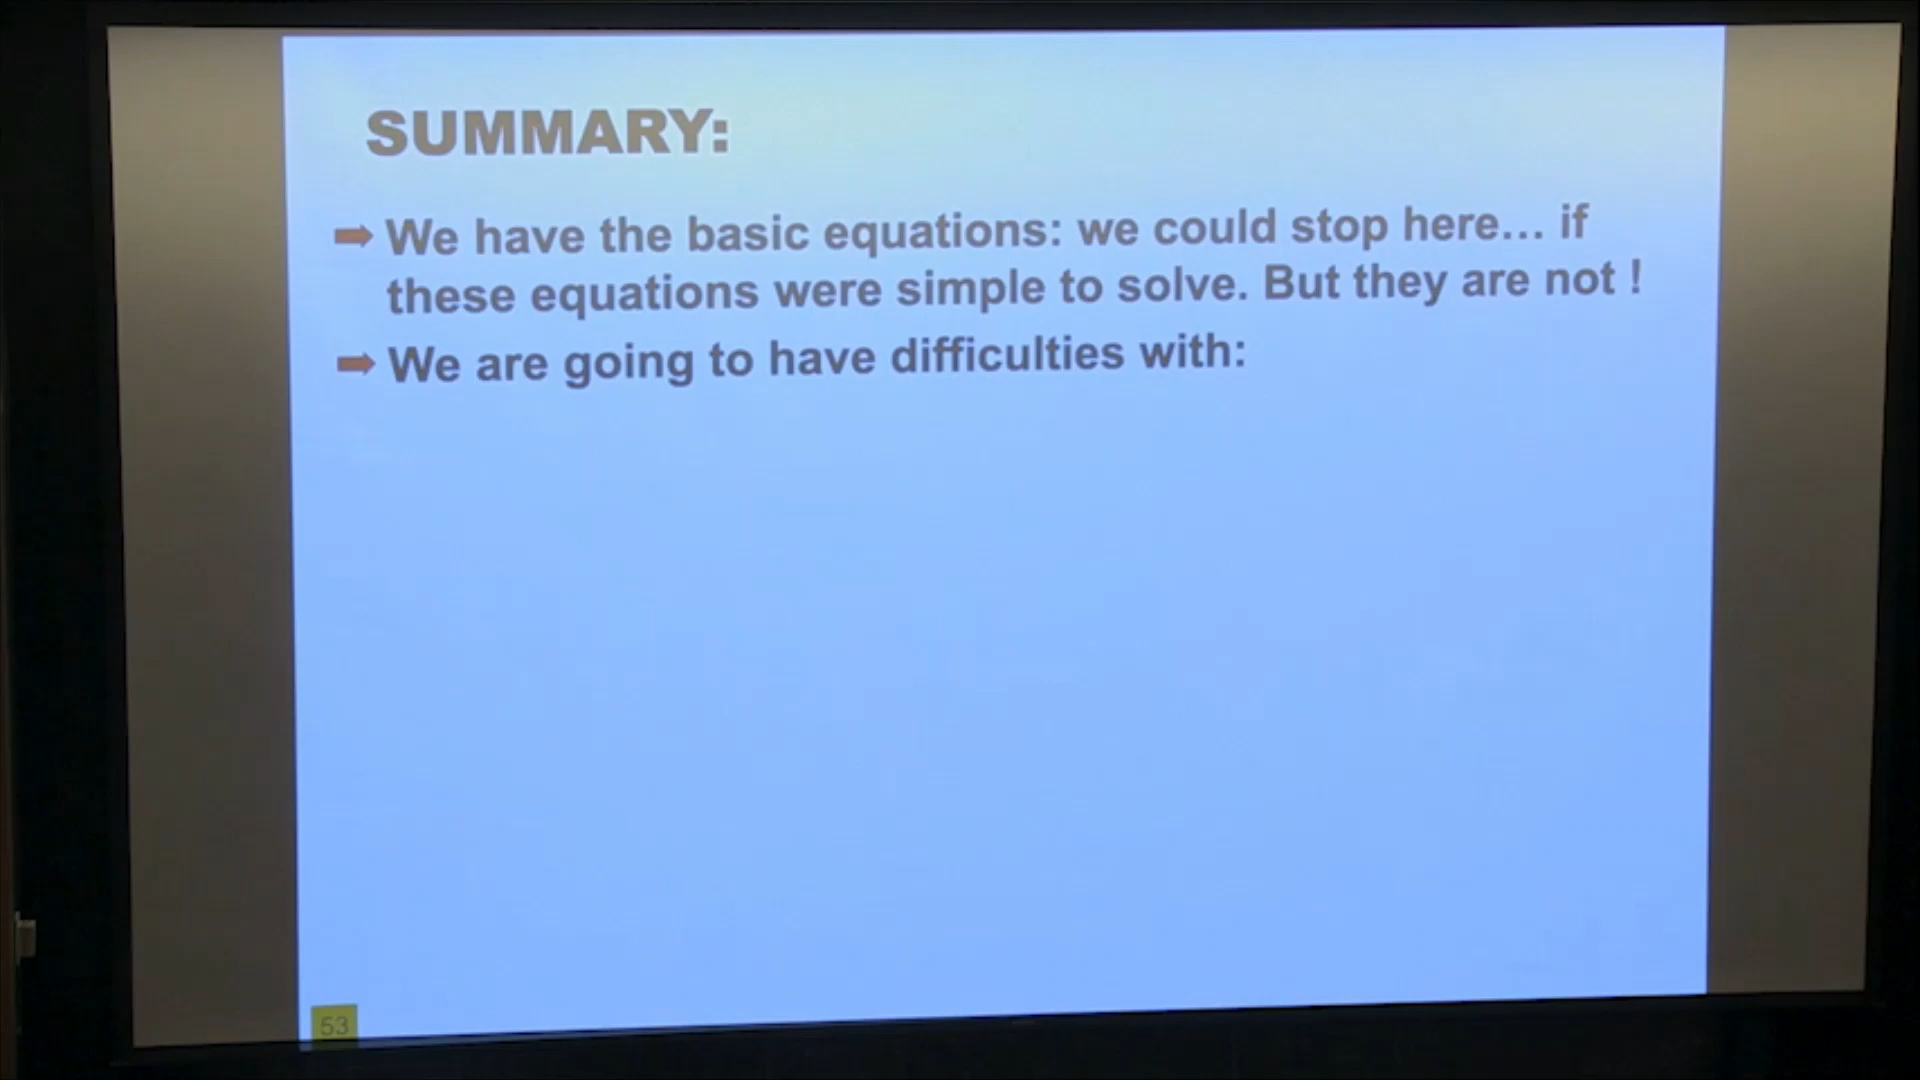 SUMMARY:
➡ We have the basic equations: we could stop here... if
these equations were simple to solve. But they are not !
➡ We are going to have difficulties with:
53